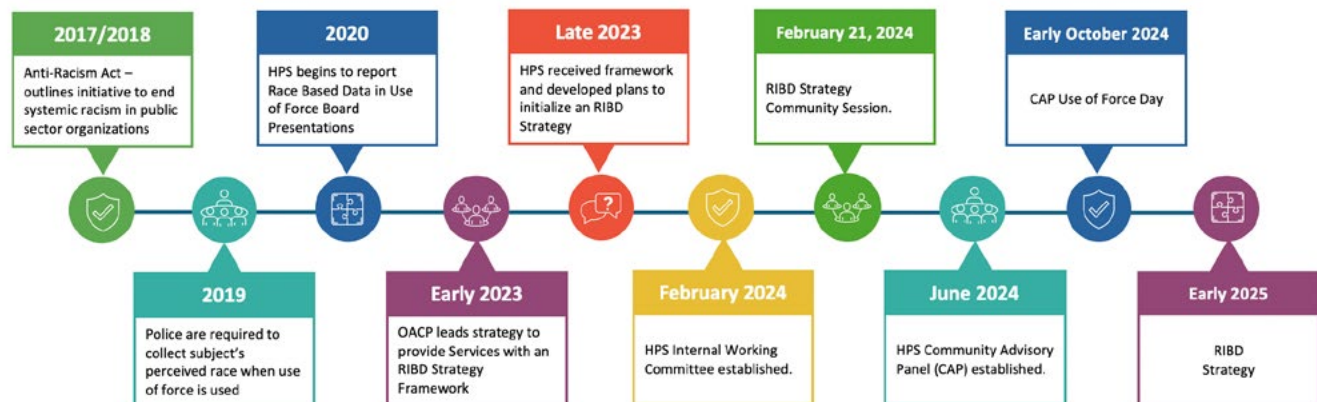 2017/2018
Anti-Racism Act –
outlines initiative to end
systemic racism in public
sector organizations
2019
Police are required to
collect subject's
perceived race when use
of force is used
2020
HPS begins to report
Race Based Data in Use
of Force Board
Presentations
Early 2023
OACP leads strategy to
provide Services with an
RIBD Strategy
Framework
Late 2023
HPS received framework
and developed plans to
initialize an RIBD
Strategy
?
February 2024
HPS Internal Working
Committee established.
February 21, 2024
RIBD Strategy
Community Session.
June 2024
HPS Community Advisory
Panel (CAP) established.
Early October 2024
CAP Use of Force Day
Early 2025
RIBD
Strategy